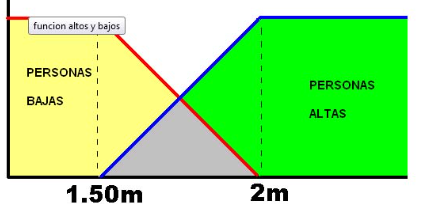 funcion altos y bajos
PERSONAS
BAJAS
PERSONAS
ALTAS
1.50m
2m